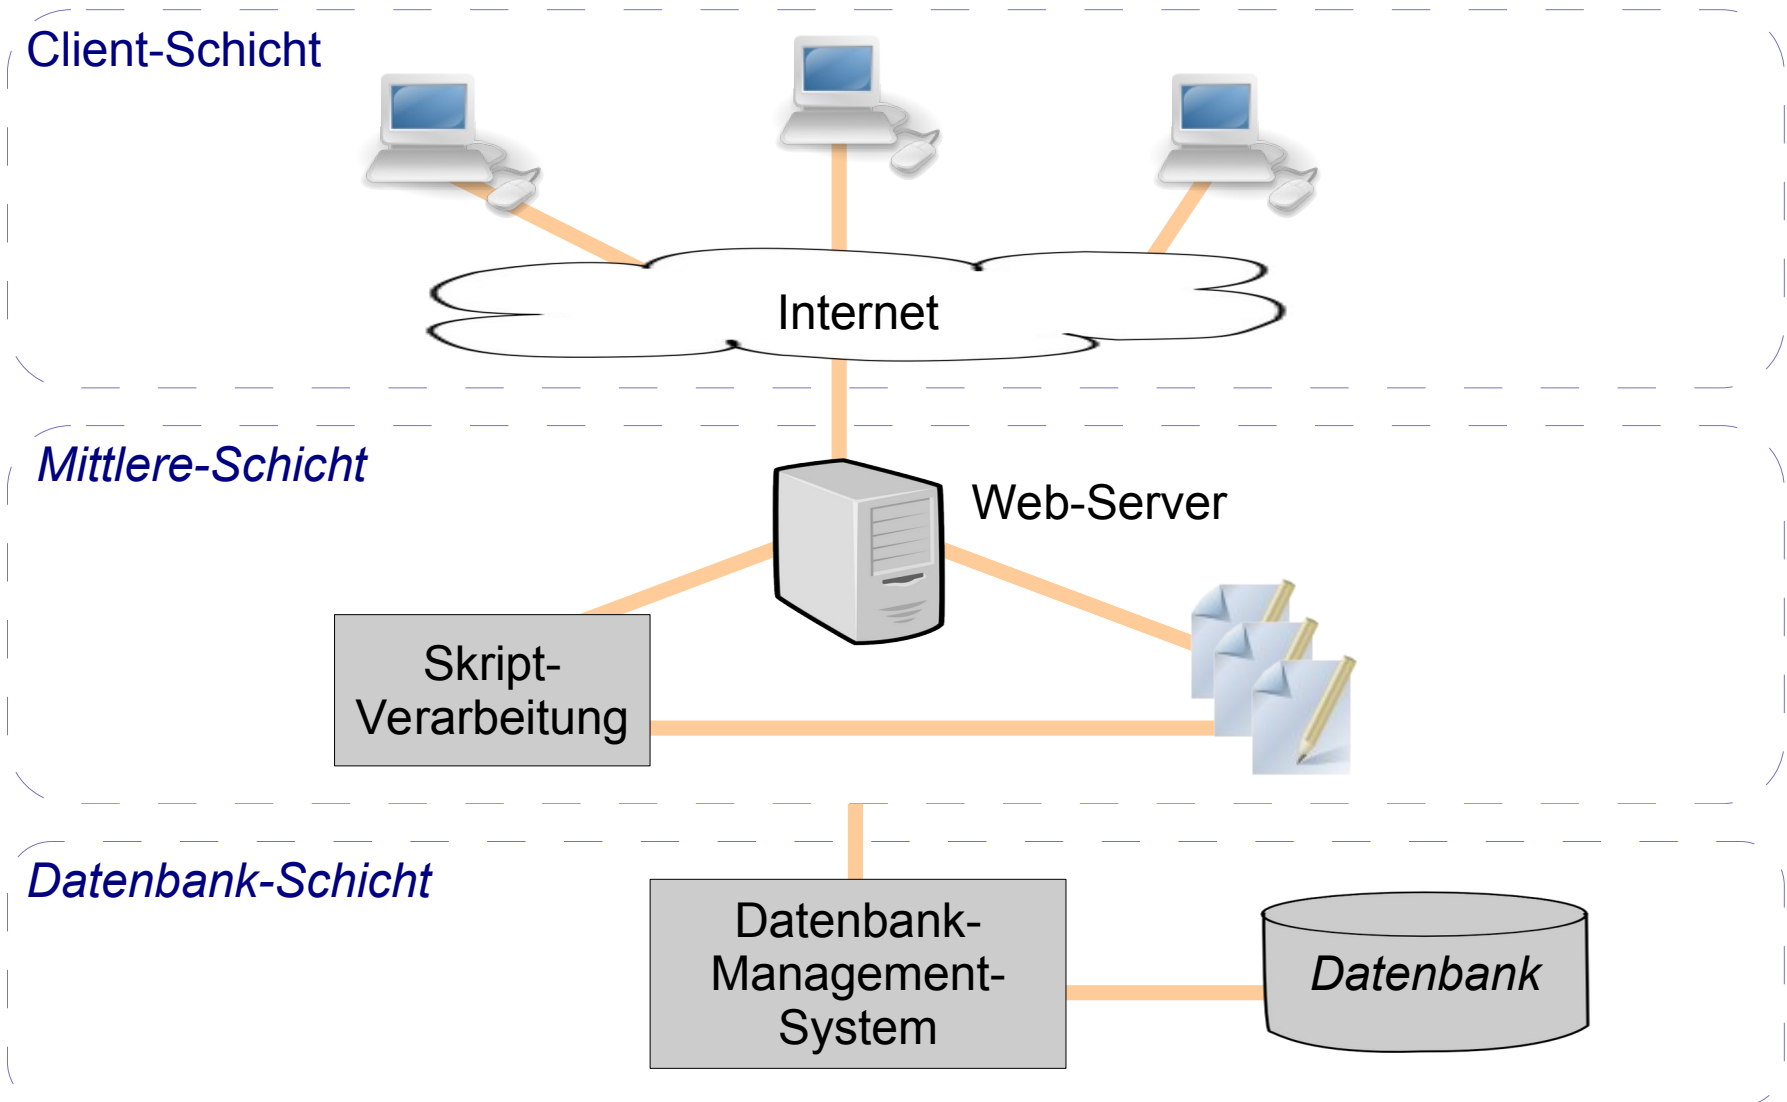 Client-Schicht
Internet
Mittlere-Schicht
Web-Server
Skript-
Verarbeitung
Datenbank-Schicht
Datenbank-
Management-
System
Datenbank